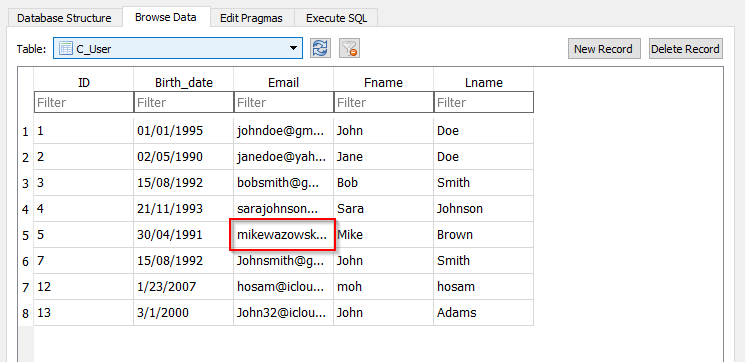 Database Structure Browse Data Edit Pragmas Execute SQL
Table: C_User New Record Delete Record
ID Birth_date Email Fname Lname
Filter Filter Filter Filter Filter
1 1 01/01/1995 johndoe@gm... John Doe
2 2 02/05/1990 janedoe@yah... Jane Doe
3 3 15/08/1992 bobsmith@g... Bob Smith
4 4 21/11/1993 sarajohnson... Sara Johnson
5 5 30/04/1991 mikewazowsk... Mike Brown
6 7 15/08/1992 Johnsmith@g... John Smith
7 12 1/23/2007 hosam@iclou... moh hosam
8 13 3/1/2000 John32@iclou... John Adams